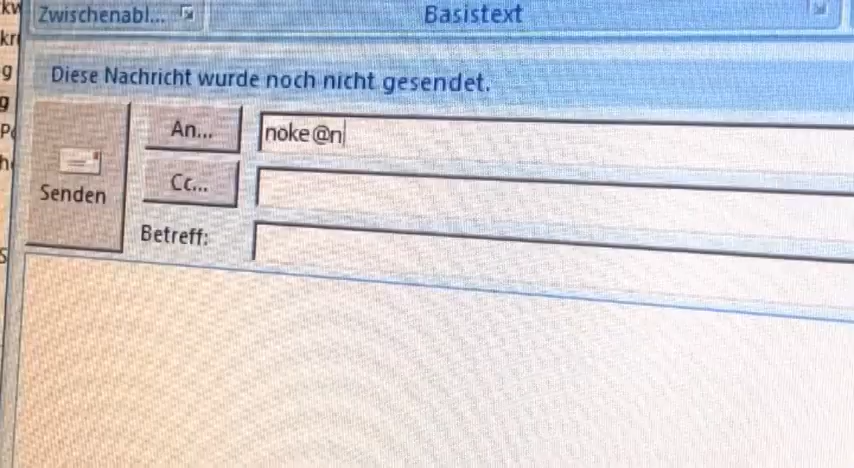 Zwischenabl...
Basistext
Diese Nachricht wurde noch nicht gesendet.
An...
noke@n
Senden
Cc...
Betreff: